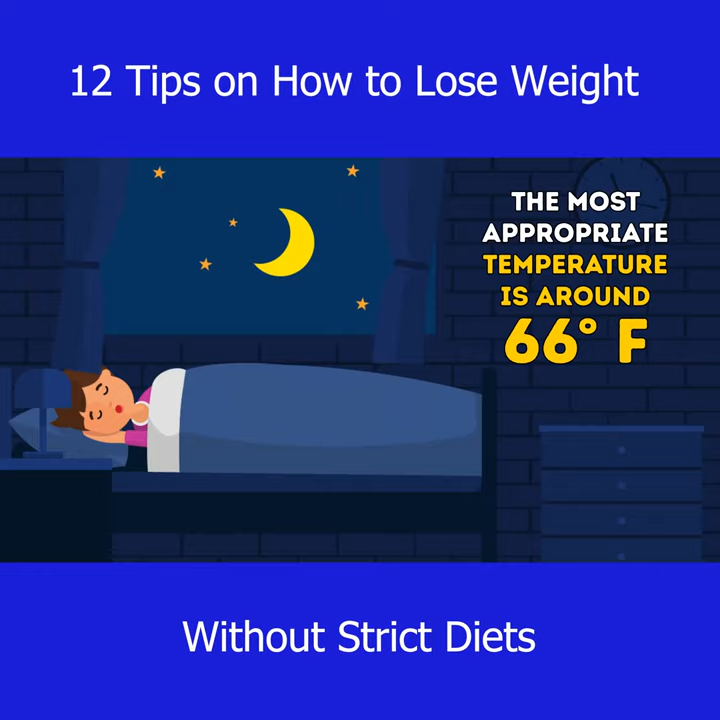 12 Tips on How to Lose Weight
THE MOST
APPROPRIATE
TEMPERATURE
IS AROUND
66° F
Without Strict Diets